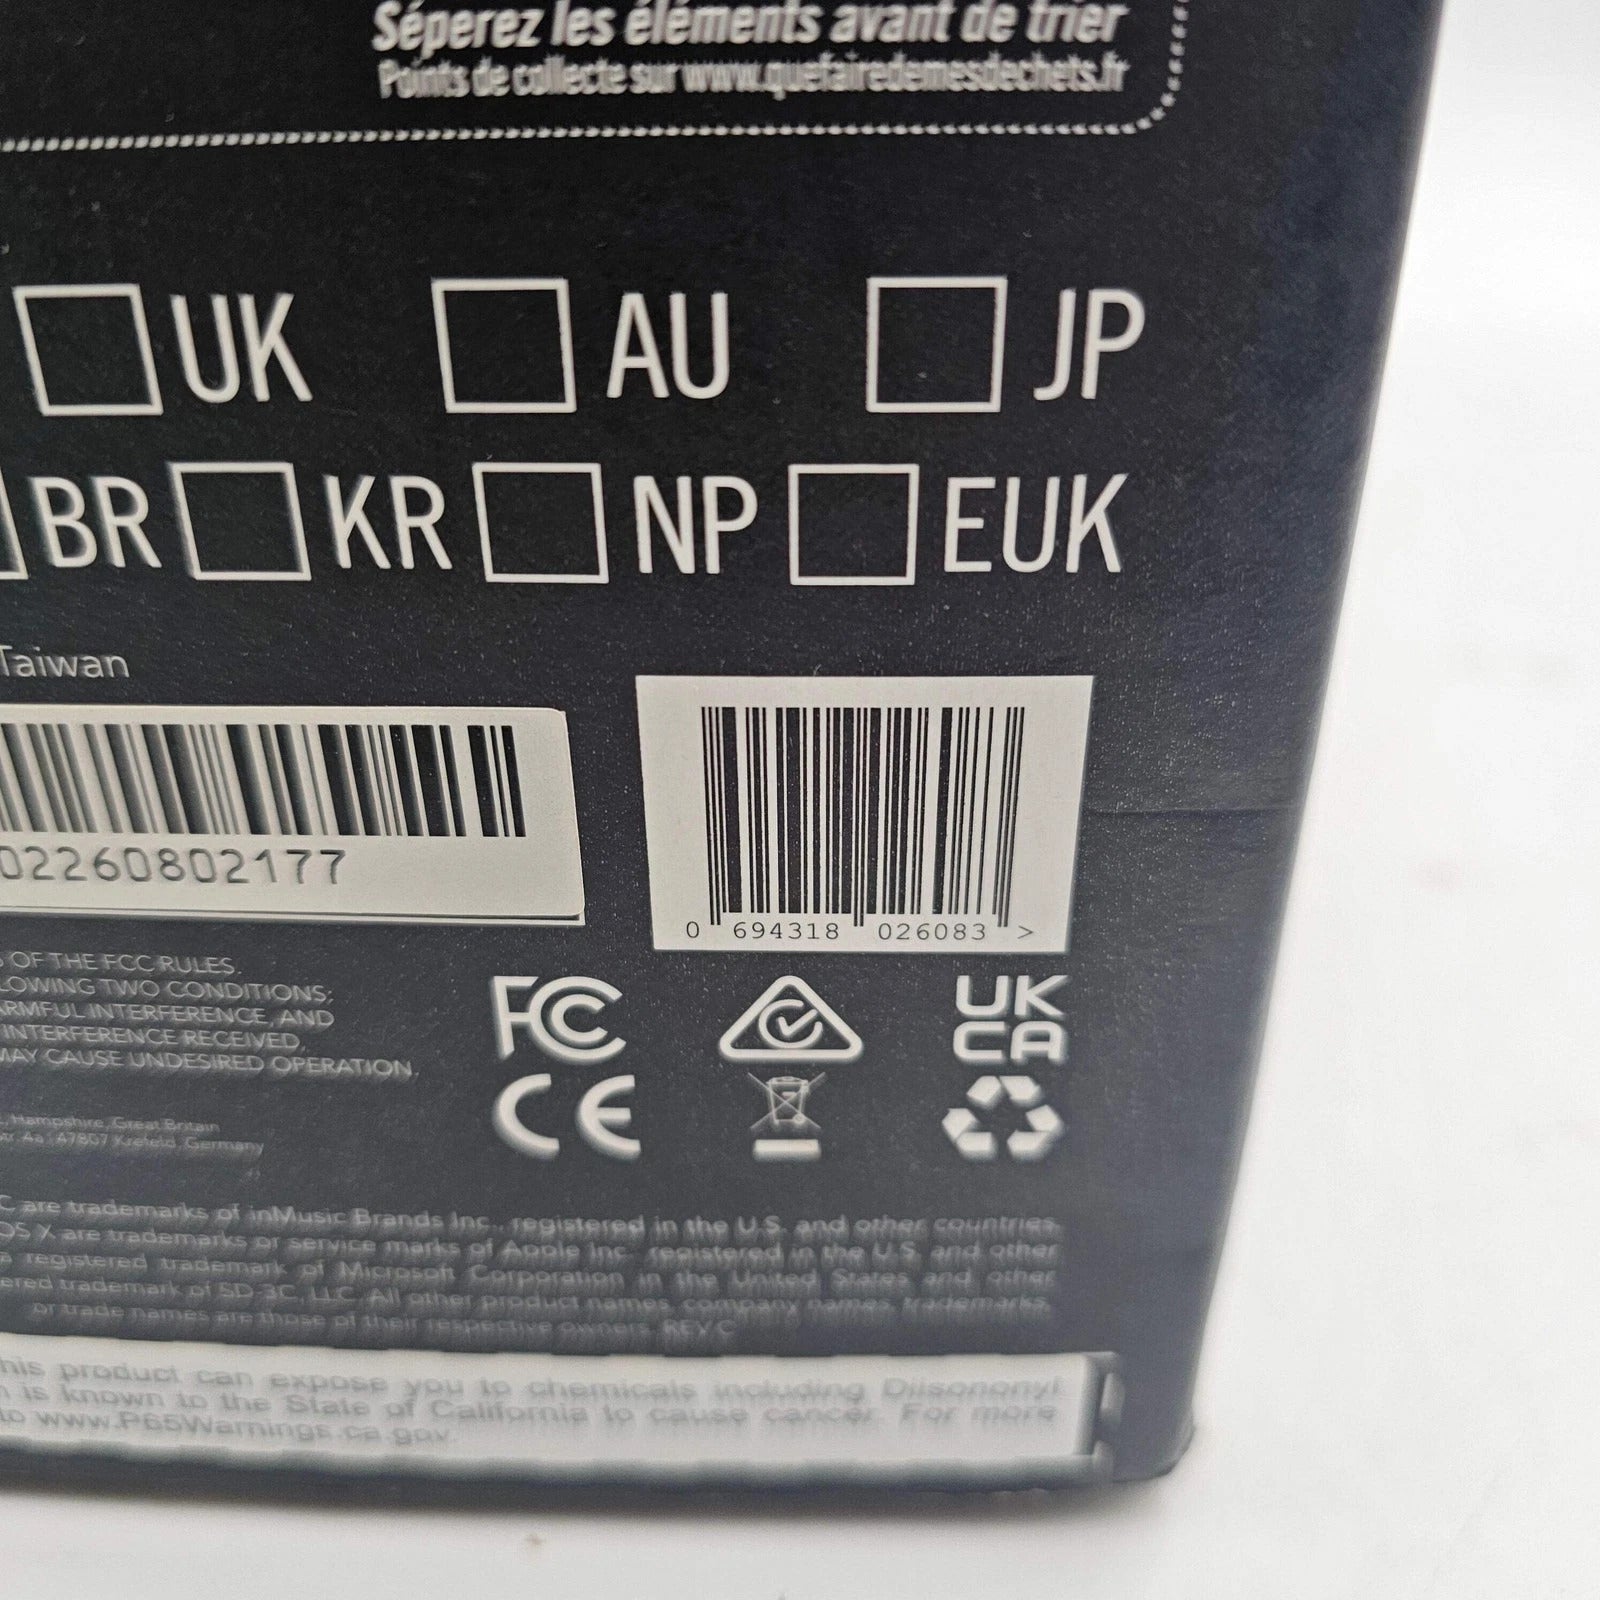 Séperez les éléments avant de trier
Points de collecte sur www.quefairedemesdechets.fr
UK AU JP
BR KR NP EUK
Taiwan
02260802177
0 694318 026083 >
OF THE FCC RULES.
LOWING TWO CONDITIONS:
ARMFUL INTERFERENCE, AND
INTERFERENCE RECEIVED,
MAY CAUSE UNDESIRED OPERATION.
FC
UK
CA
CE
Hampshire, Great Britain
47807 Krefeld, Germany
C are trademarks of inMusic Brands Inc., registered in the U.S. and other countries.
OS X are trademarks or service marks of Apple Inc., registered in the U.S. and other
registered trademark of Microsoft Corporation in the United States and other
ered trademark of SD-3C, LLC. All other product names, company names, trademarks,
or trade names are those of their respective owners. REV C
his product can expose you to chemicals including Diisononyl
is known to the State of California to cause cancer. For more
to www.P65Warnings.ca.gov.